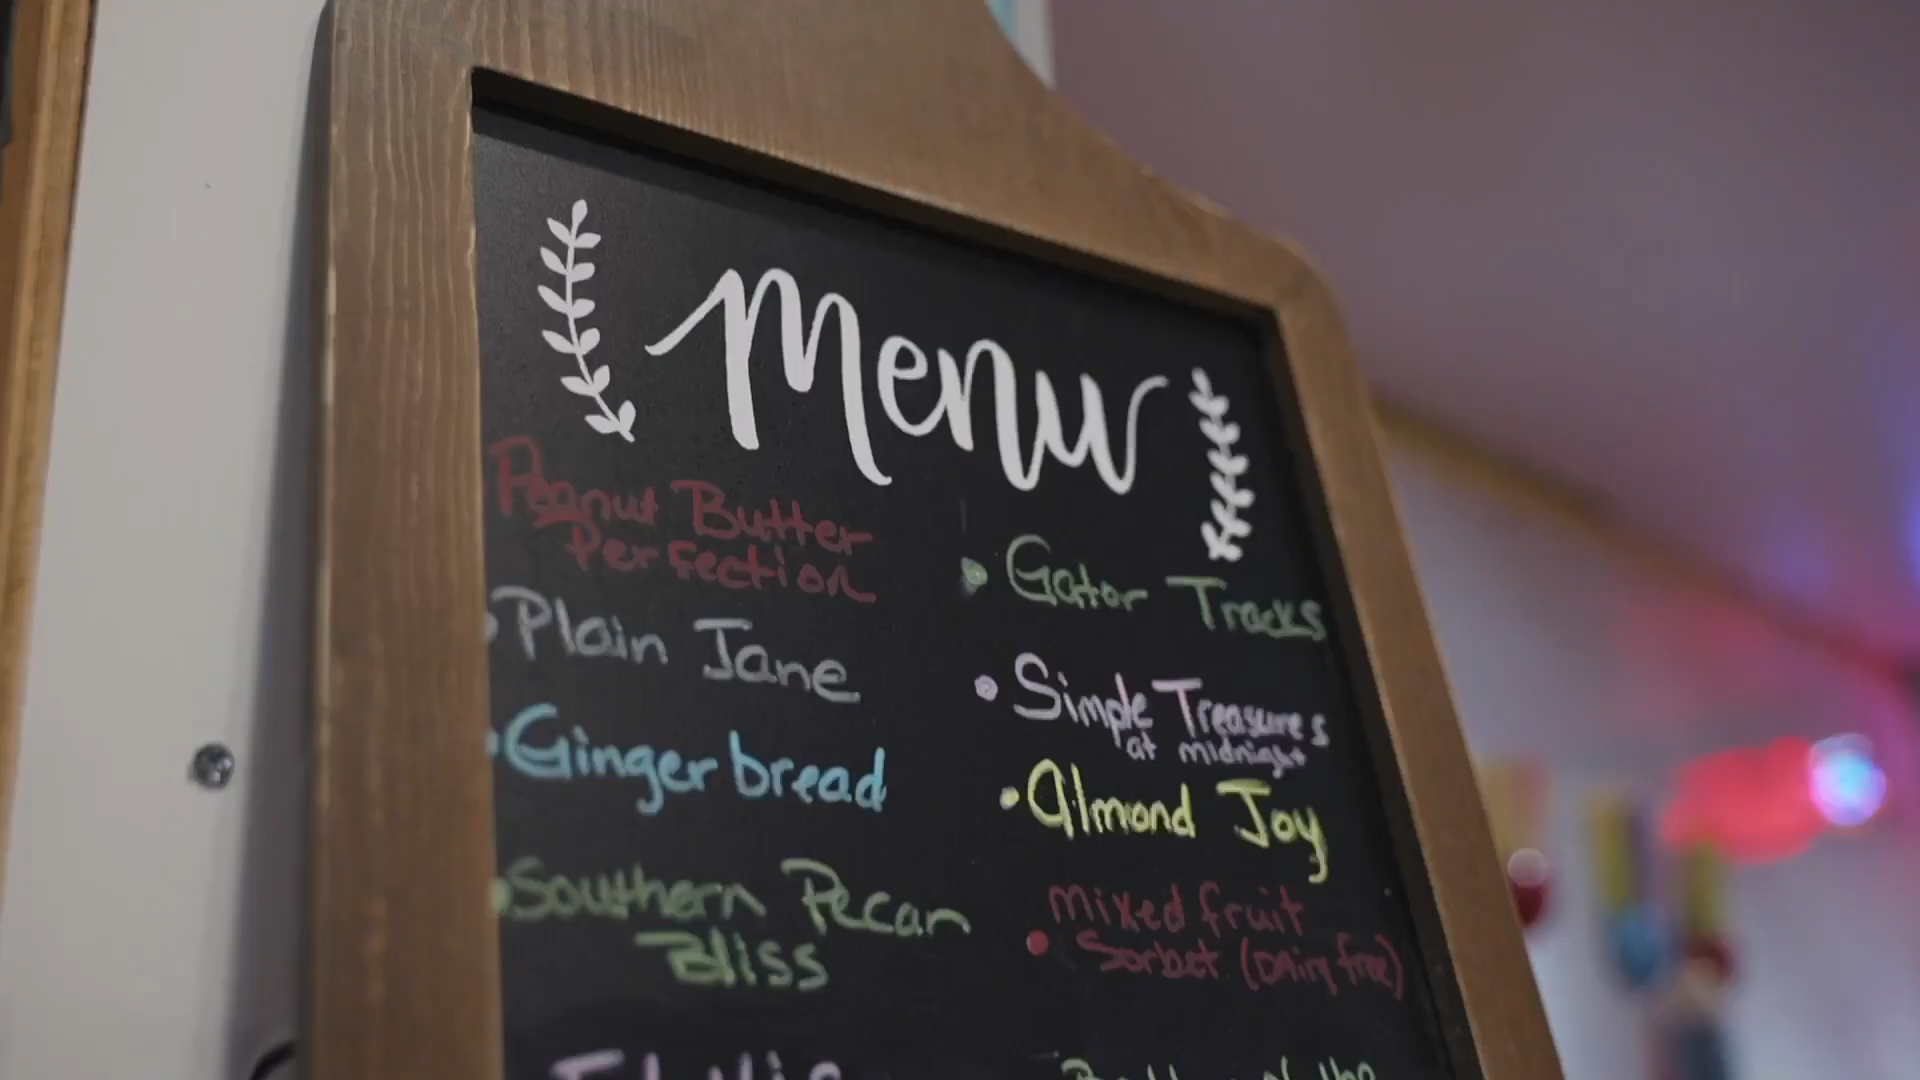 Menu
Peanut Butter
Perfection
Plain Jane
Gingerbread
Southern Pecan
Bliss
Gator Tracks
Simple Treasures
at midnight
Almond Joy
mixed fruit
Sorbet (Dairy free)